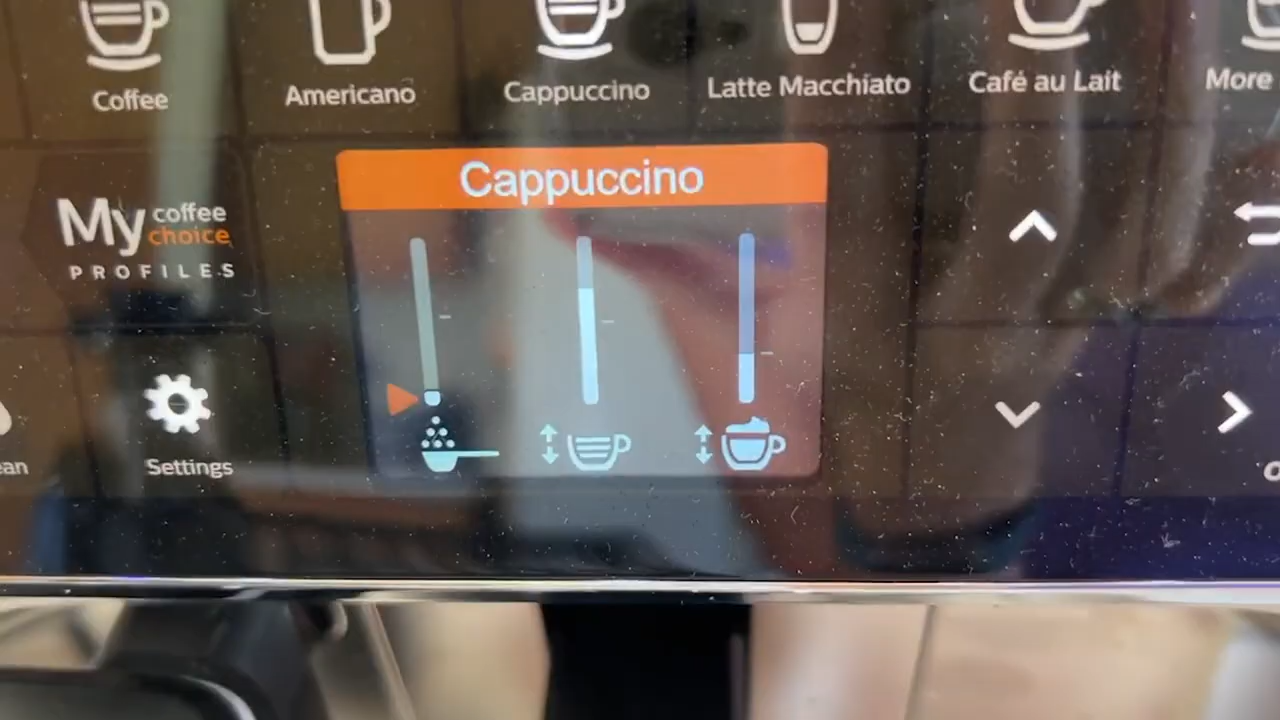 Coffee
Americano
Cappuccino
Latte Macchiato
Café au Lait
More
Cappuccino
My coffee choice
PROFILES
Settings